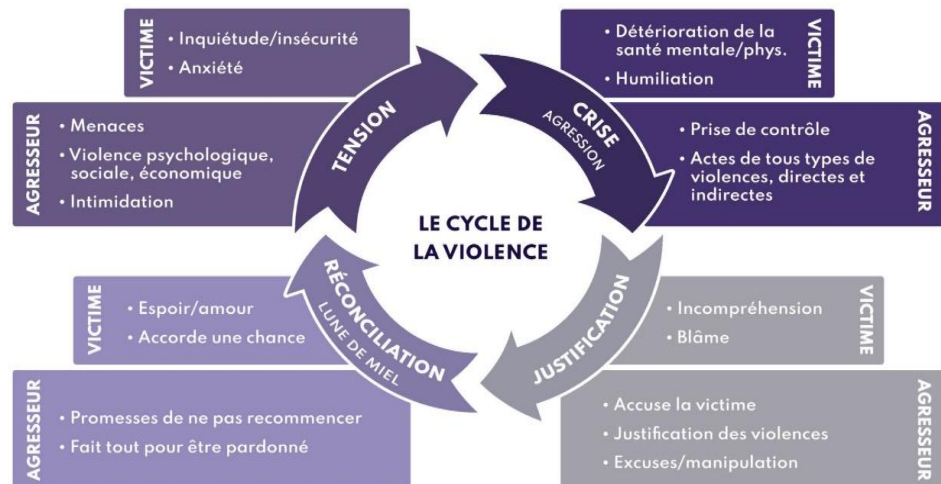 VICTIME
• Inquiétude/insécurité
• Anxiété
AGRESSEUR
• Menaces
• Violence psychologique,
sociale, économique
• Intimidation
TENSION
VICTIME
• Détérioration de la
santé mentale/phys.
• Humiliation
AGRESSEUR
• Prise de contrôle
• Actes de tous types de
violences, directes et
indirectes
CRISE
AGRESSION
LE CYCLE DE
LA VIOLENCE
VICTIME
• Incompréhension
• Blâme
AGRESSEUR
• Accuse la victime
• Justification des violences
• Excuses/manipulation
JUSTIFICATION
VICTIME
• Espoir/amour
• Accorde une chance
AGRESSEUR
• Promesses de ne pas recommencer
• Fait tout pour être pardonné
RÉCONCILIATION
LUNE DE MIEL